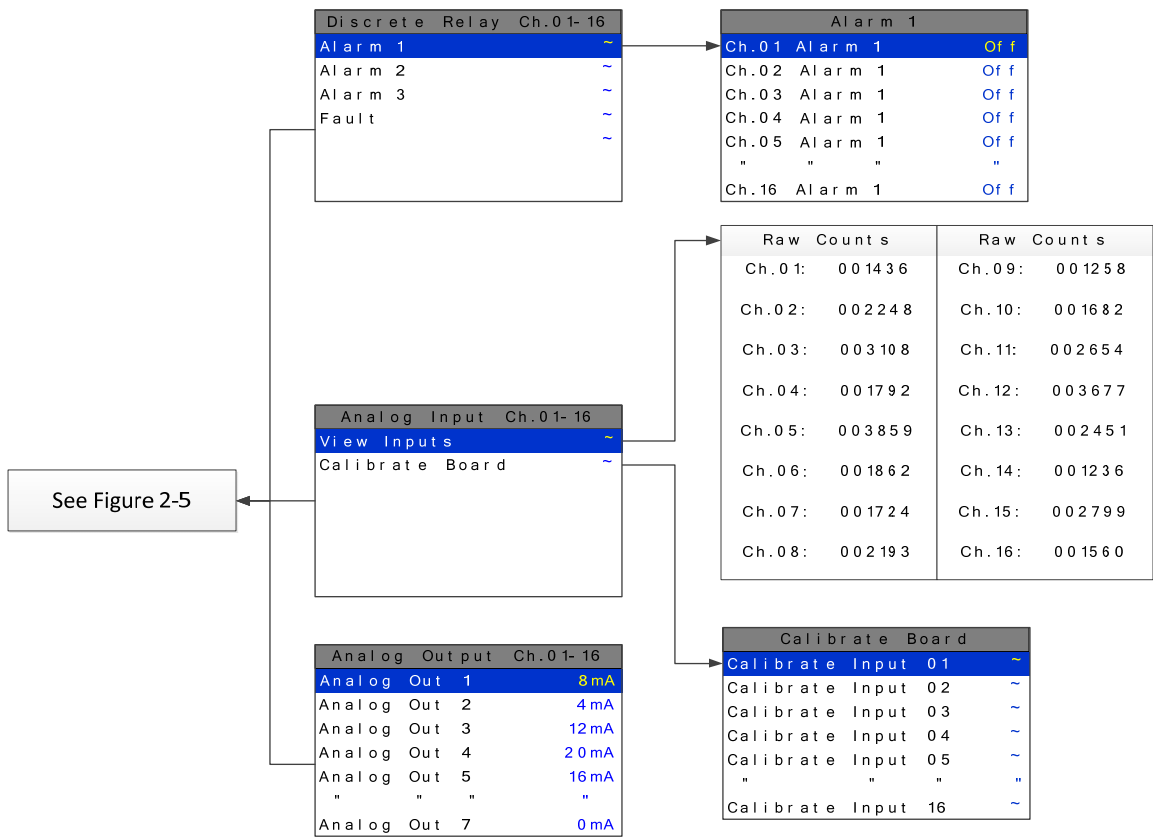 Discrete Relay Ch.01-16
Alarm 1 ~
Alarm 2 ~
Alarm 3 ~
Fault ~
~
Alarm 1
Ch.01 Alarm 1 Off
Ch.02 Alarm 1 Off
Ch.03 Alarm 1 Off
Ch.04 Alarm 1 Off
Ch.05 Alarm 1 Off
" " " "
Ch.16 Alarm 1 Off
Raw Counts
Ch.01: 001436
Ch.02: 002248
Ch.03: 003108
Ch.04: 001792
Ch.05: 003859
Ch.06: 001862
Ch.07: 001724
Ch.08: 002193
Raw Counts
Ch.09: 001258
Ch.10: 001682
Ch.11: 002654
Ch.12: 003677
Ch.13: 002451
Ch.14: 001236
Ch.15: 002799
Ch.16: 001560
Analog Input Ch.01-16
View Inputs ~
Calibrate Board ~
See Figure 2-5
Analog Output Ch.01-16
Analog Out 1 8mA
Analog Out 2 4mA
Analog Out 3 12mA
Analog Out 4 20mA
Analog Out 5 16mA
" " " "
Analog Out 7 0mA
Calibrate Board
Calibrate Input 01 ~
Calibrate Input 02 ~
Calibrate Input 03 ~
Calibrate Input 04 ~
Calibrate Input 05 ~
" " " "
Calibrate Input 16 ~